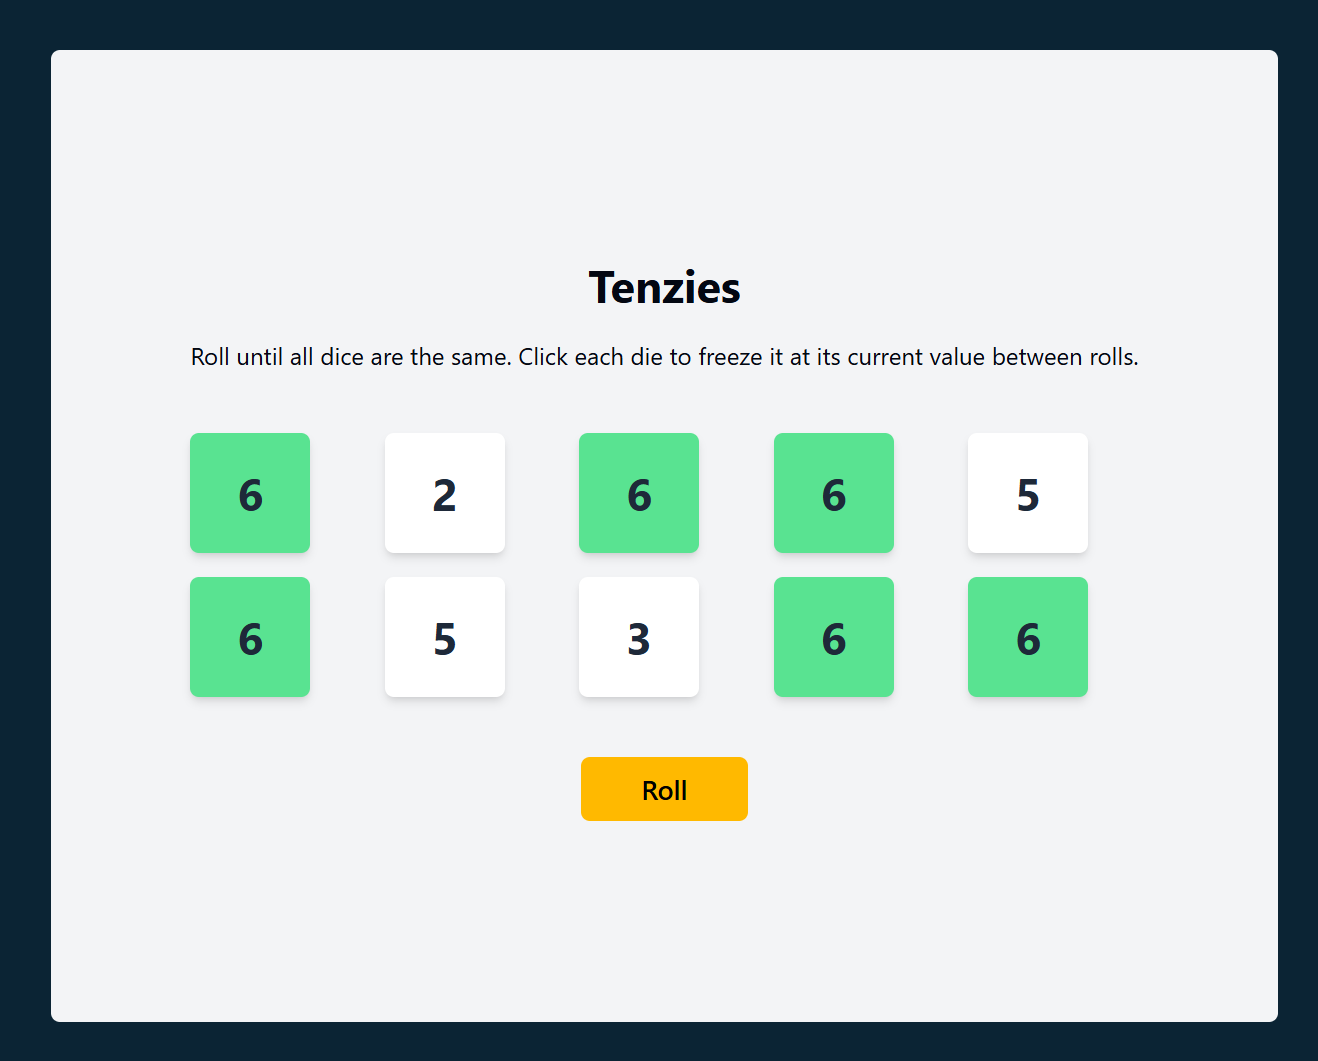 Tenzies
Roll until all dice are the same. Click each die to freeze it at its current value between rolls.
6 2 6 6 5
6 5 3 6 6
Roll